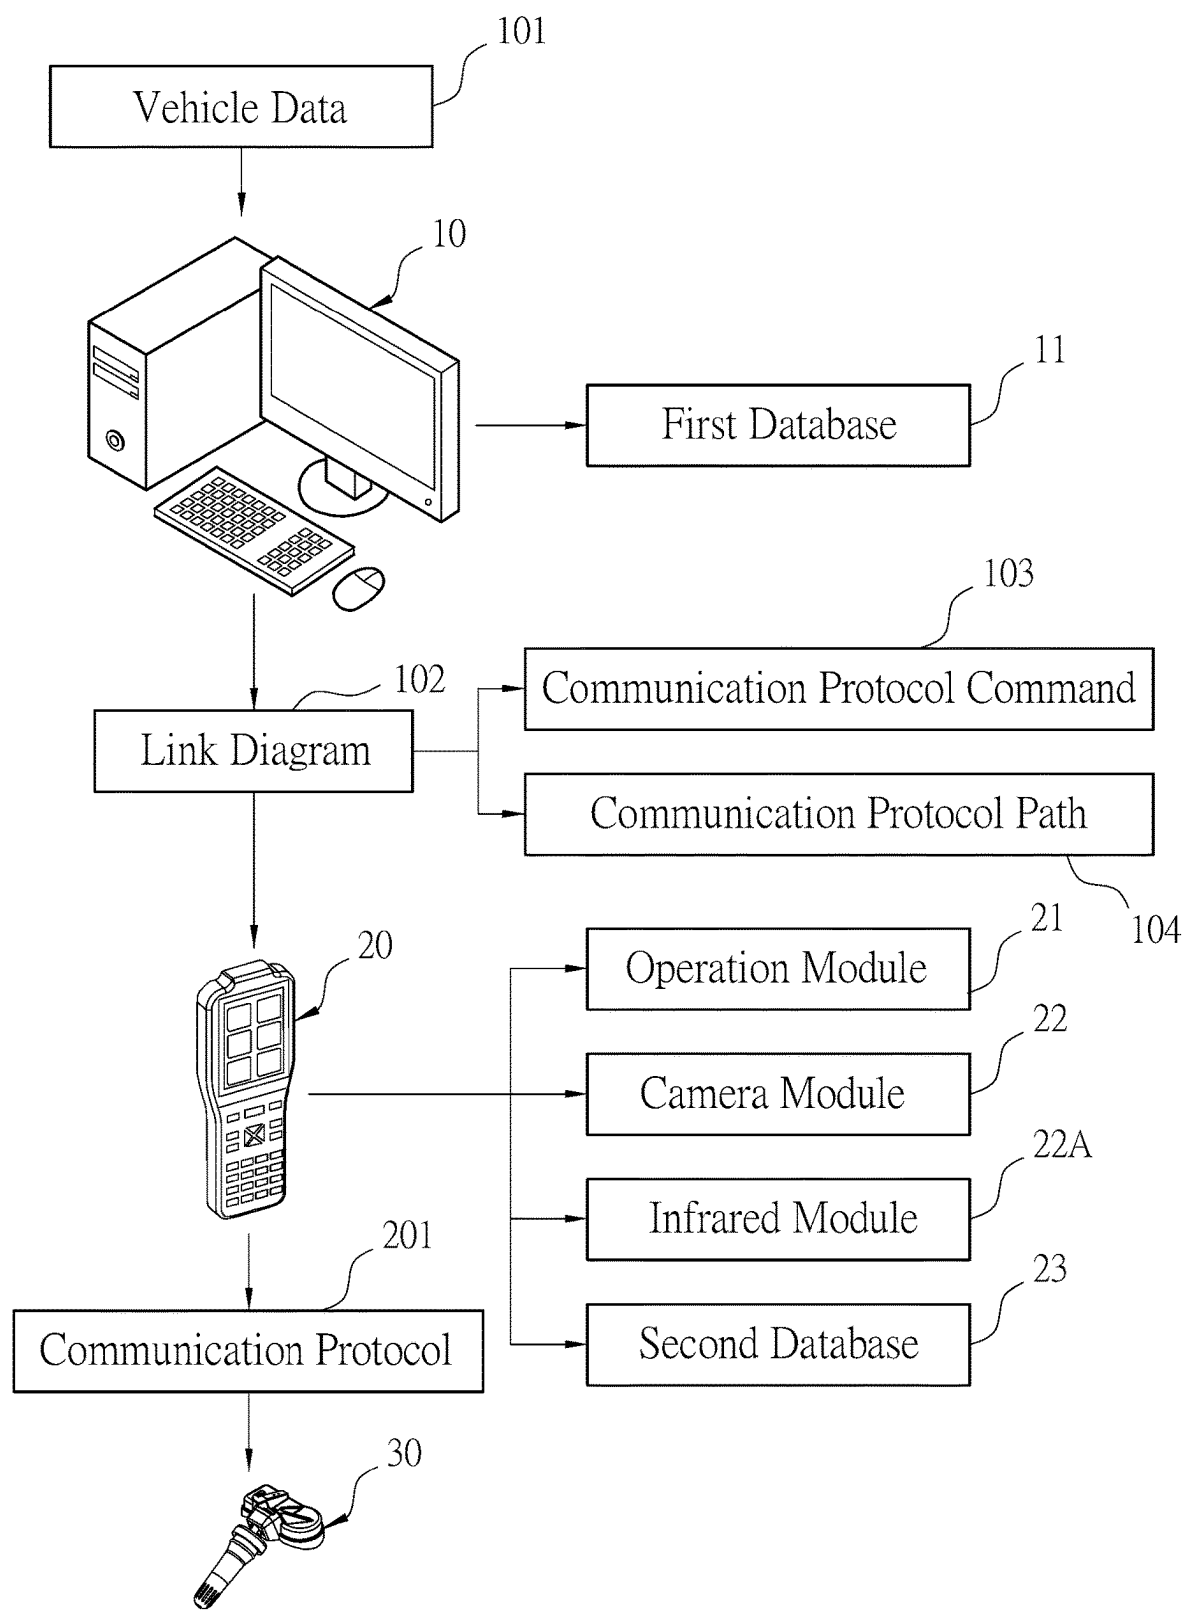 101
Vehicle Data
10
11
First Database
103
Communication Protocol Command
102
Link Diagram
Communication Protocol Path
104
21
20
Operation Module
22
Camera Module
22A
Infrared Module
201
23
Communication Protocol
Second Database
30